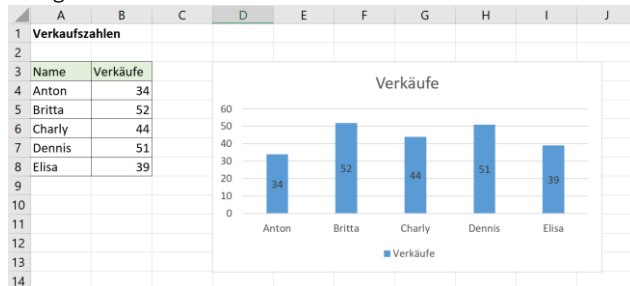 A B C D E F G H I J
1 Verkaufszahlen
2
3 Name Verkäufe
4 Anton 34
5 Britta 52
6 Charly 44
7 Dennis 51
8 Elisa 39
9
10
11
12
13
14
Verkäufe
60
50
40
30
20
10
0
34 52 44 51 39
Anton Britta Charly Dennis Elisa
Verkäufe